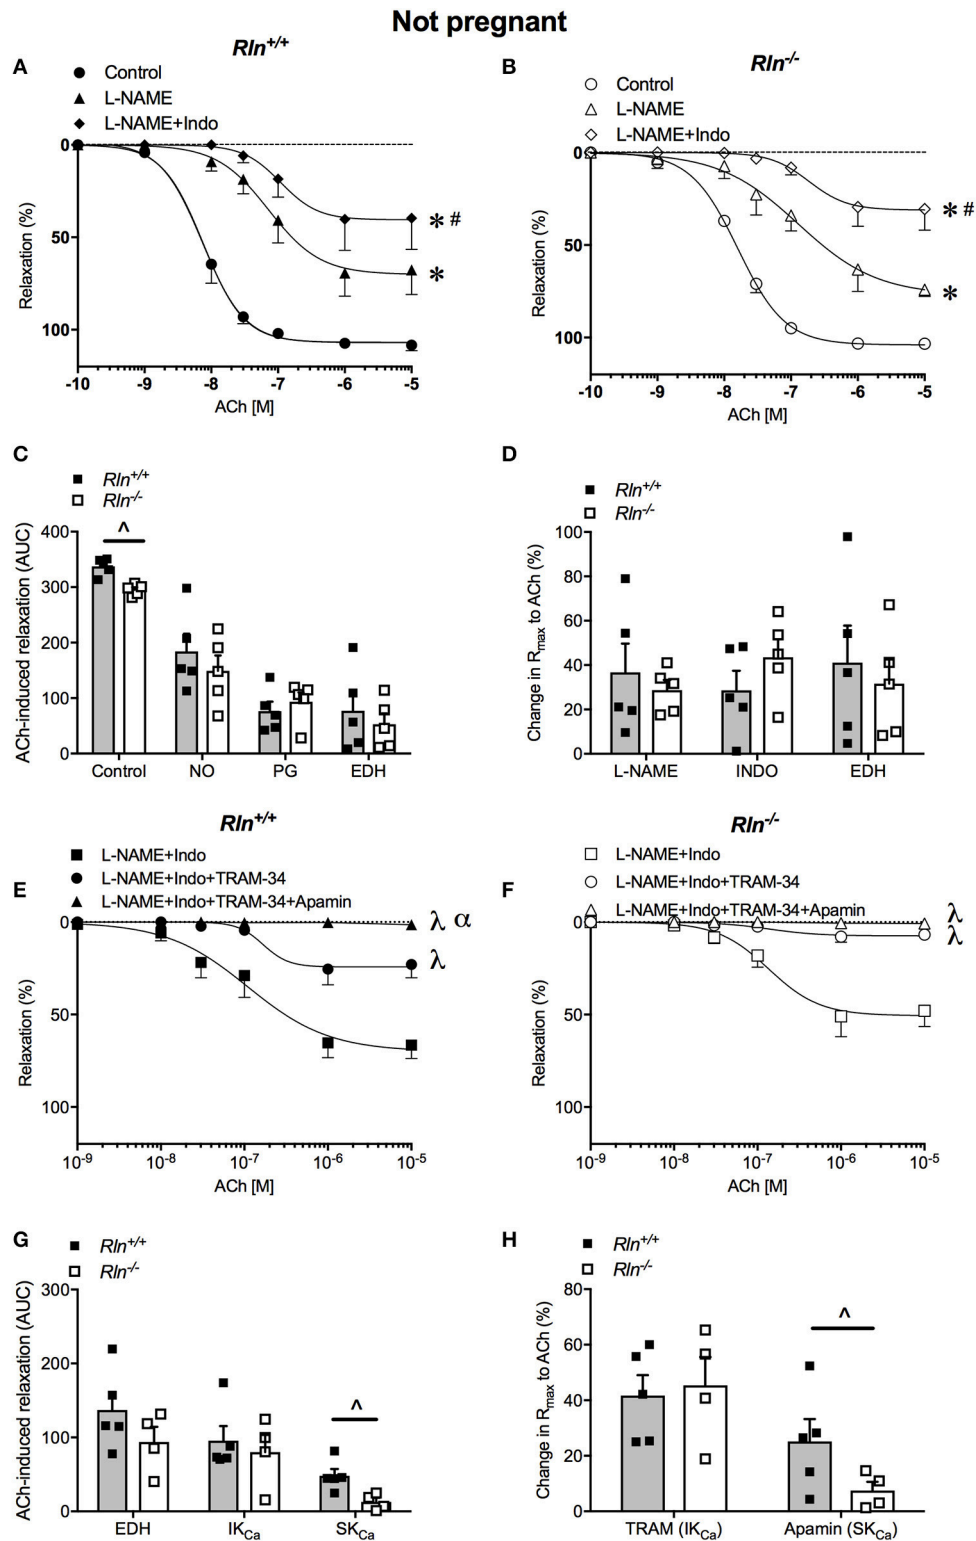 Not pregnant
A
Rln+/+
Control
L-NAME
L-NAME+Indo
0
50
100
Relaxation (%)
* #
*
-10 -9 -8 -7 -6 -5
ACh [M]
B
Rln-/-
Control
L-NAME
L-NAME+Indo
0
50
100
Relaxation (%)
* #
*
-10 -9 -8 -7 -6 -5
ACh [M]
C
Rln+/+
Rln-/-
400
300
200
100
0
ACh-induced relaxation (AUC)
^
Control NO PG EDH
D
Rln+/+
Rln-/-
100
80
60
40
20
0
Change in Rmax to ACh (%)
L-NAME INDO EDH
E
Rln+/+
L-NAME+Indo
L-NAME+Indo+TRAM-34
L-NAME+Indo+TRAM-34+Apamin
0
50
100
Relaxation (%)
λ α
λ
10-9 10-8 10-7 10-6 10-5
ACh [M]
F
Rln-/-
L-NAME+Indo
L-NAME+Indo+TRAM-34
L-NAME+Indo+TRAM-34+Apamin
0
50
100
Relaxation (%)
λ
λ
10-9 10-8 10-7 10-6 10-5
ACh [M]
G
Rln+/+
Rln-/-
300
200
100
0
ACh-induced relaxation (AUC)
^
EDH IKCa SKCa
H
Rln+/+
Rln-/-
80
60
40
20
0
Change in Rmax to ACh (%)
^
TRAM (IKCa) Apamin (SKCa)